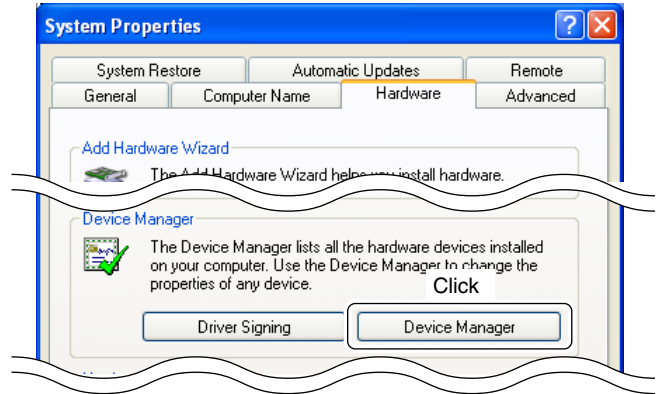 System Properties
System Restore Automatic Updates Remote
General Computer Name Hardware Advanced
Add Hardware Wizard
The Add Hardware Wizard helps you install hardware.
Device Manager
The Device Manager lists all the hardware devices installed
on your computer. Use the Device Manager to change the
properties of any device.
Click
Driver Signing Device Manager